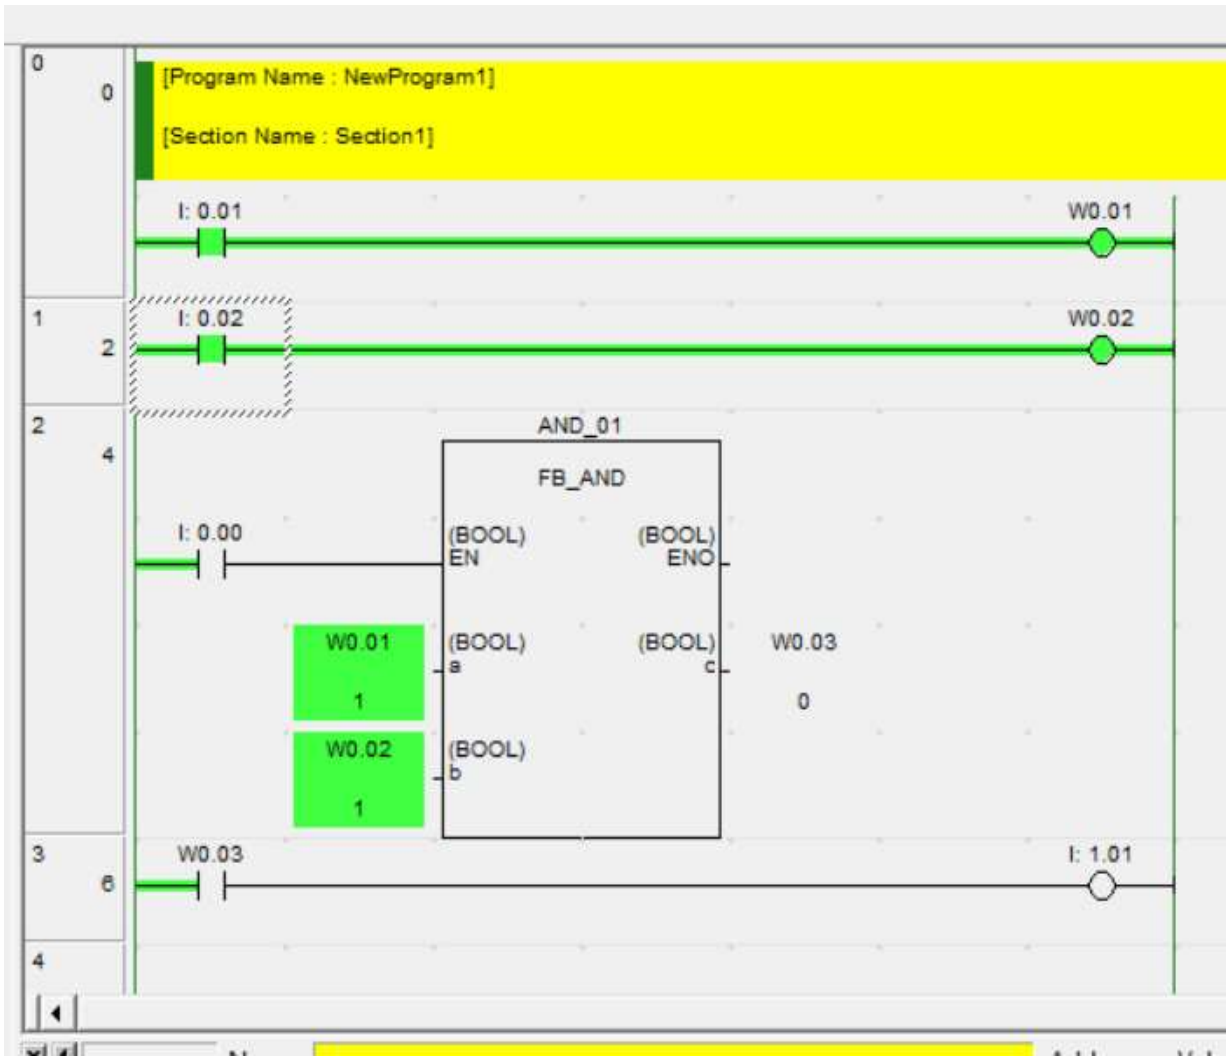 0
0
[Program Name : NewProgram1]
[Section Name : Section1]
I: 0.01
W0.01
1
2
I: 0.02
W0.02
2
4
AND_01
FB_AND
I: 0.00
(BOOL)
EN
(BOOL)
ENO
W0.01
1
(BOOL)
a
(BOOL)
c
W0.03
0
W0.02
1
(BOOL)
b
3
6
W0.03
I: 1.01
4